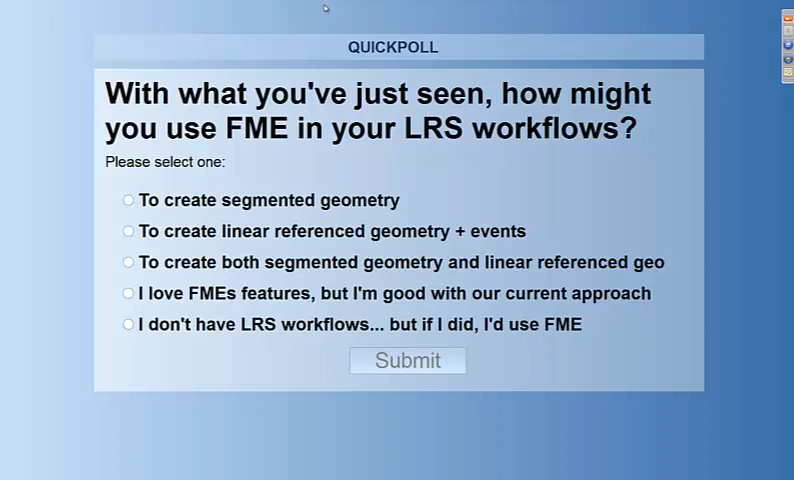 QUICKPOLL
With what you've just seen, how might
you use FME in your LRS workflows?
Please select one:
To create segmented geometry
To create linear referenced geometry + events
To create both segmented geometry and linear referenced geo
I love FMEs features, but I'm good with our current approach
I don't have LRS workflows... but if I did, I'd use FME
Submit